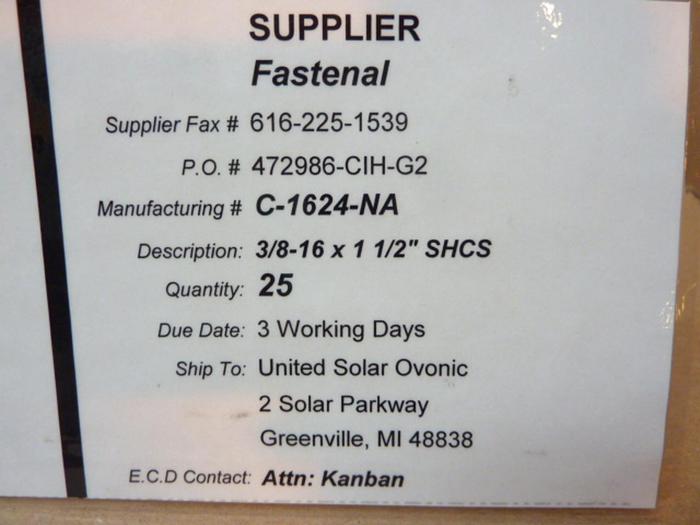 SUPPLIER
Fastenal
Supplier Fax # 616-225-1539
P.O. # 472986-CIH-G2
Manufacturing # C-1624-NA
Description: 3/8-16 x 1 1/2" SHCS
Quantity: 25
Due Date: 3 Working Days
Ship To: United Solar Ovonic
2 Solar Parkway
Greenville, MI 48838
E.C.D Contact: Attn: Kanban